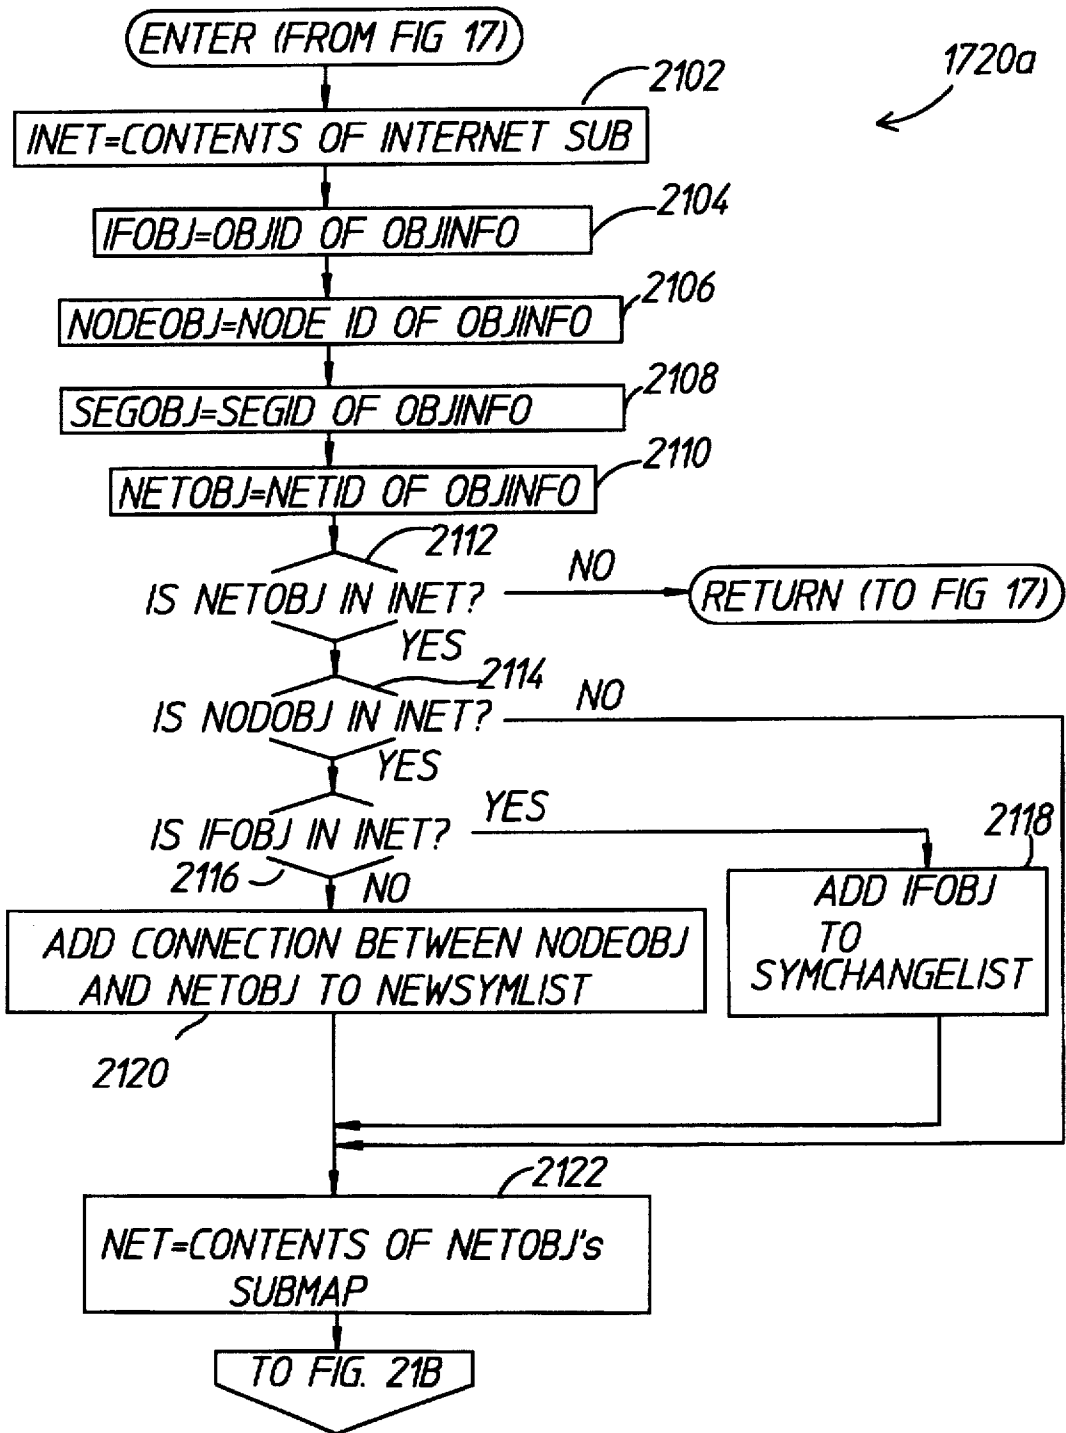 ENTER (FROM FIG 17)
1720a
2102
INET=CONTENTS OF INTERNET SUB
2104
IFOBJ=OBJID OF OBJINFO
2106
NODEOBJ=NODE ID OF OBJINFO
2108
SEGOBJ=SEGID OF OBJINFO
2110
NETOBJ=NETID OF OBJINFO
2112
IS NETOBJ IN INET?
NO
RETURN (TO FIG 17)
YES
2114
IS NODOBJ IN INET?
NO
YES
IS IFOBJ IN INET?
YES
2116
NO
2118
ADD IFOBJ
TO
SYMCHANGELIST
ADD CONNECTION BETWEEN NODEOBJ
AND NETOBJ TO NEWSYMLIST
2120
2122
NET=CONTENTS OF NETOBJ's
SUBMAP
TO FIG. 21B